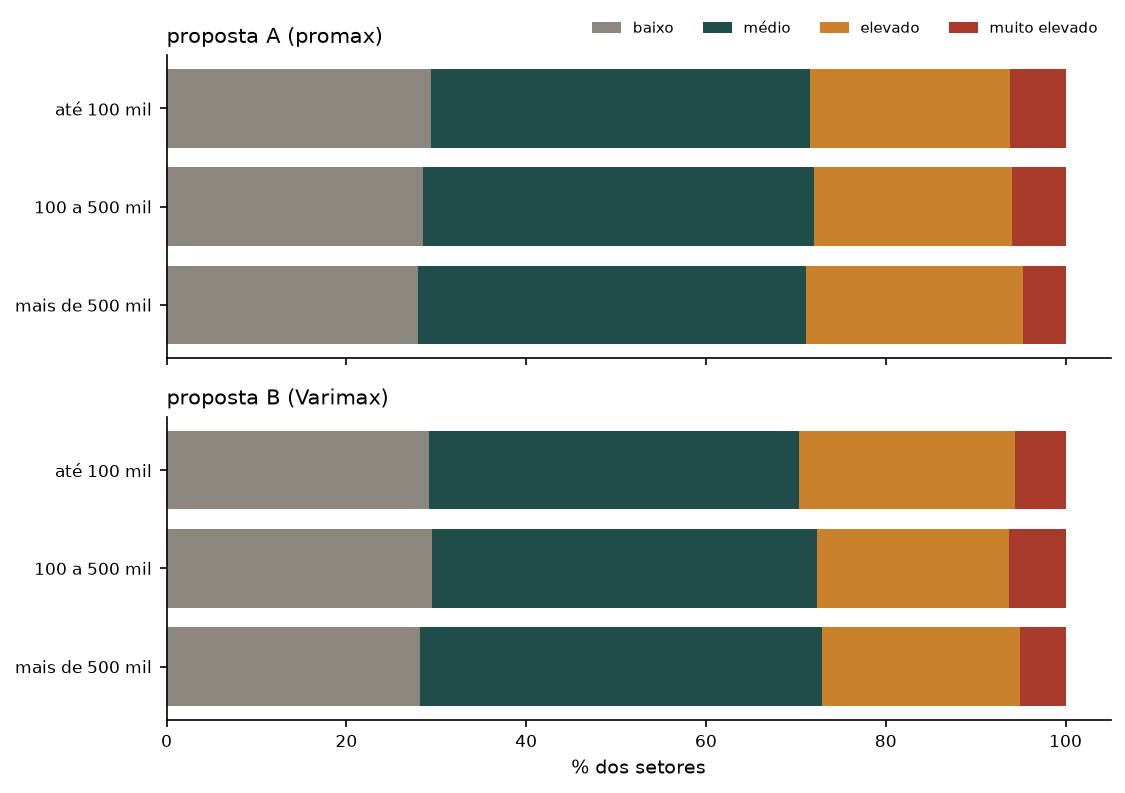 baixo médio elevado muito elevado
proposta A (promax)
até 100 mil
100 a 500 mil
mais de 500 mil
proposta B (Varimax)
até 100 mil
100 a 500 mil
mais de 500 mil
0 20 40 60 80 100
% dos setores